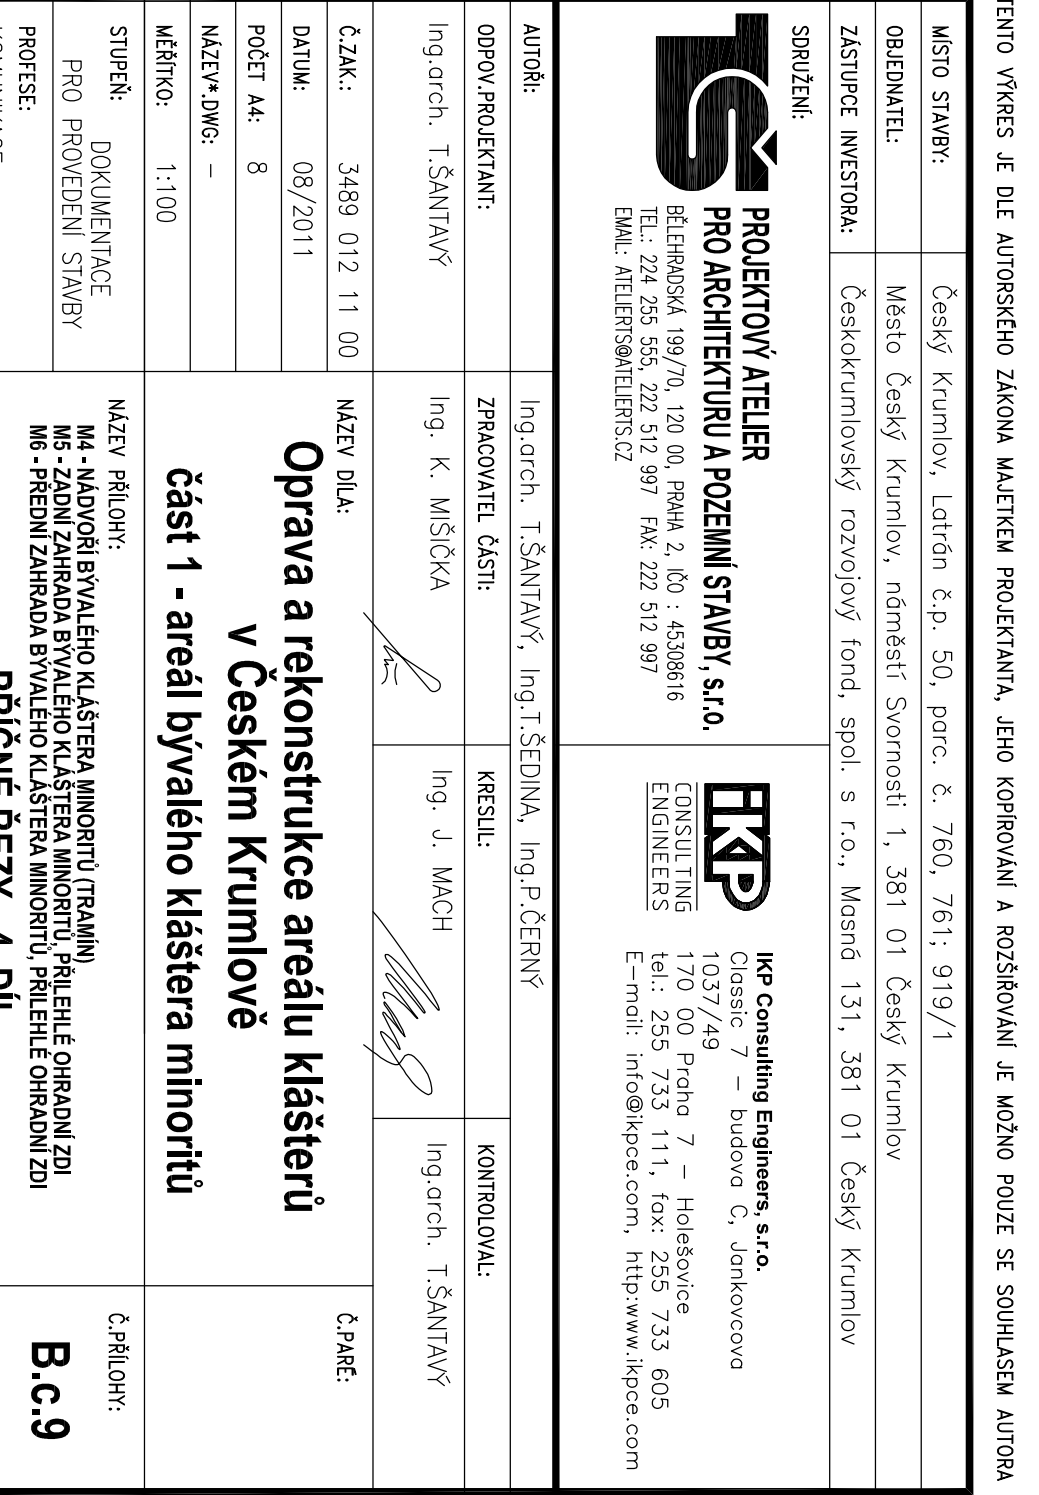 TENTO VÝKRES JE DLE AUTORSKÉHO ZÁKONA MAJETKEM PROJEKTANTA, JEHO KOPÍROVÁNÍ A ROZŠIŘOVÁNÍ JE MOŽNO POUZE SE SOUHLASEM AUTORA
MÍSTO STAVBY: Český Krumlov, Latrán č.p. 50, parc. č. 760, 761; 919/1
OBJEDNATEL: Město Český Krumlov, náměstí Svornosti 1, 381 01 Český Krumlov
ZÁSTUPCE INVESTORA: Českokrumlovský rozvojový fond, spol. s r.o., Masná 131, 381 01 Český Krumlov
SDRUŽENÍ:
TŠ
PROJEKTOVÝ ATELIER
PRO ARCHITEKTURU A POZEMNÍ STAVBY, s.r.o.
BĚLEHRADSKÁ 199/70, 120 00, PRAHA 2, IČO : 45308616
TEL.: 224 255 555, 222 512 997 FAX: 222 512 997
EMAIL: ATELIERTS@ATELIERTS.CZ
IKP
CONSULTING
ENGINEERS
IKP Consulting Engineers, s.r.o.
Classic 7 – budova C, Jankovcova
1037/49
170 00 Praha 7 – Holešovice
tel.: 255 733 111, fax: 255 733 605
E–mail: info@ikpce.com, http:www.ikpce.com
AUTOŘI: Ing.arch. T.ŠANTAVÝ, Ing.T.ŠEDINA, Ing.P.ČERNÝ
ODPOV.PROJEKTANT: ZPRACOVATEL ČÁSTI: KRESLIL: KONTROLOVAL:
Ing.arch. T.ŠANTAVÝ Ing. K. MIŠIČKA Ing. J. MACH Ing.arch. T.ŠANTAVÝ
Č.ZAK.: 3489 012 11 00
DATUM: 08/2011
POČET A4: 8
NÁZEV*.DWG: –
MĚŘÍTKO: 1:100
NÁZEV DÍLA:
Oprava a rekonstrukce areálu klášterů
v Českém Krumlově
část 1 - areál bývalého kláštera minoritů
Č.PARÉ:
STUPEŇ: DOKUMENTACE
PRO PROVEDENÍ STAVBY
NÁZEV PŘÍLOHY:
M4 - NÁDVOŘÍ BÝVALÉHO KLÁŠTERA MINORITŮ (TRAMÍN)
M5 - ZADNÍ ZAHRADA BÝVALÉHO KLÁŠTERA MINORITŮ, PŘILEHLÉ OHRADNÍ ZDI
M6 - PŘEDNÍ ZAHRADA BÝVALÉHO KLÁŠTERA MINORITŮ, PŘILEHLÉ OHRADNÍ ZDI
Č.PŘÍLOHY:
B.c.9
PROFESE: